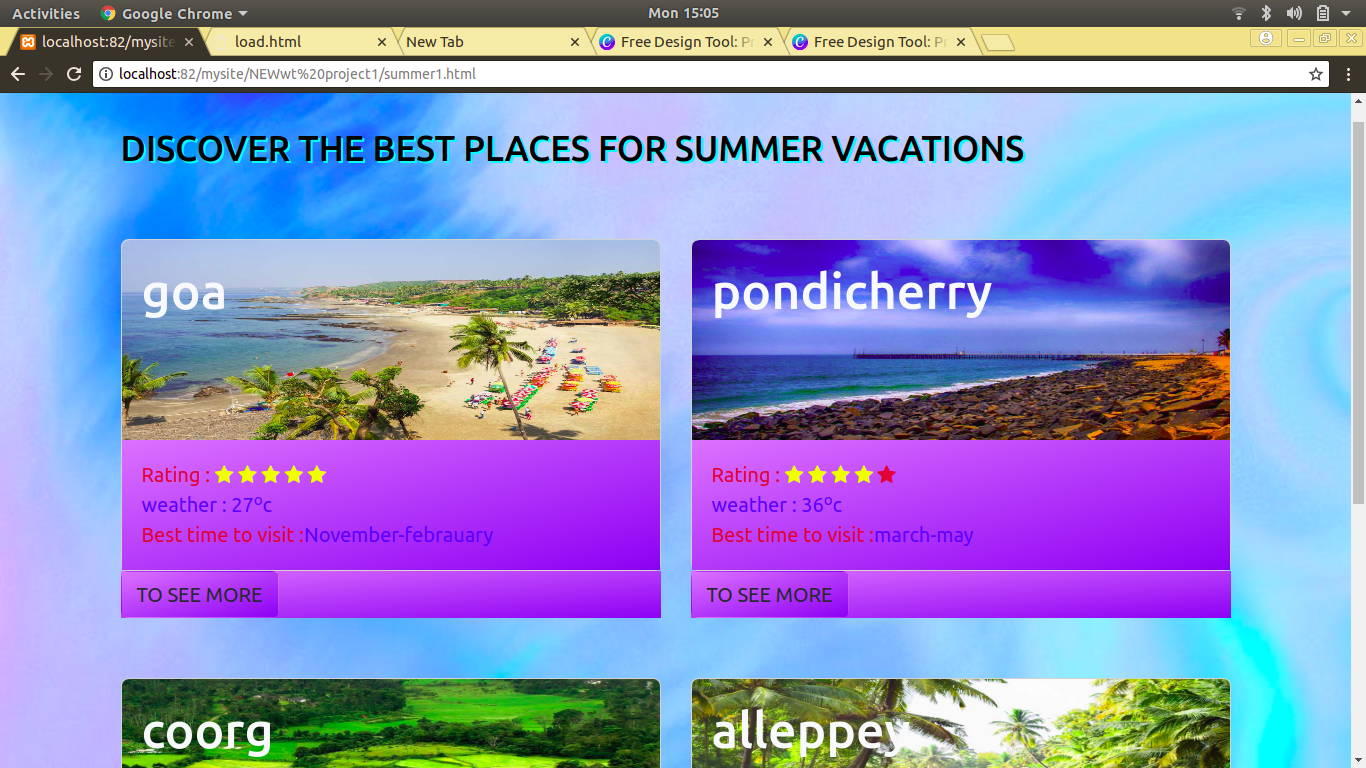 Activities Google Chrome Mon 15:05
localhost:82/mysite load.html New Tab Free Design Tool: Pr Free Design Tool: Pr
localhost:82/mysite/NEWwt%20project1/summer1.html
DISCOVER THE BEST PLACES FOR SUMMER VACATIONS
goa
Rating :
weather : 27ºc
Best time to visit :November-febrauary
TO SEE MORE
pondicherry
Rating :
weather : 36ºc
Best time to visit :march-may
TO SEE MORE
coorg
alleppey